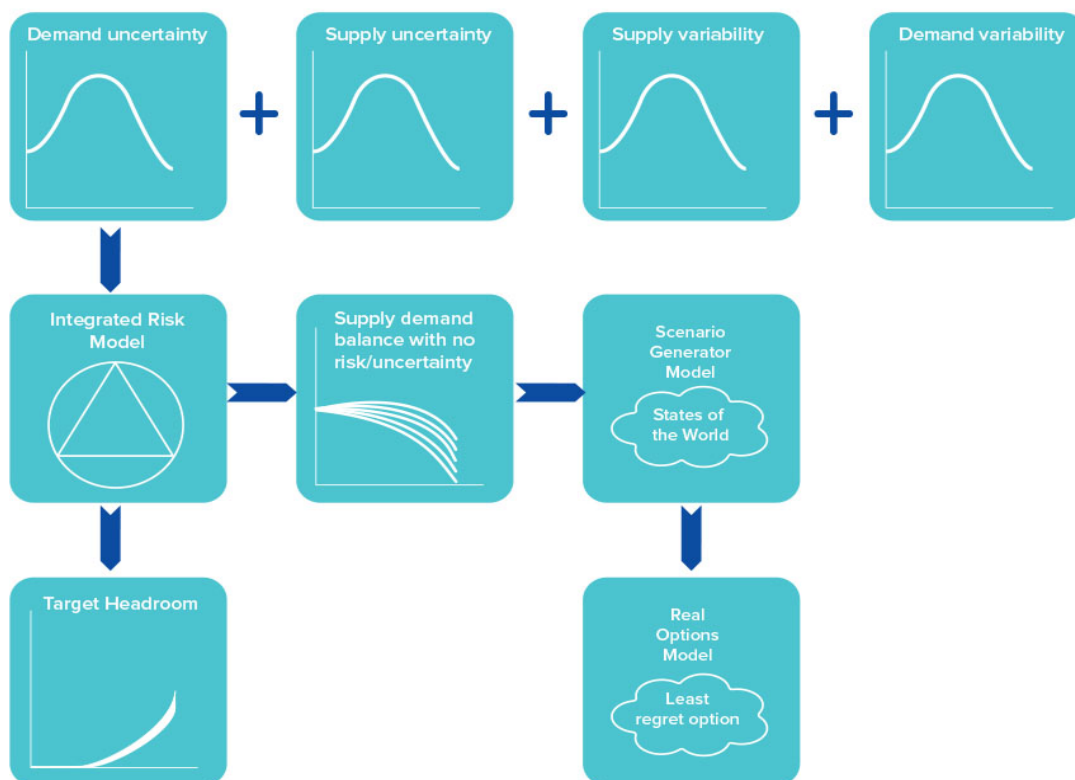 Demand uncertainty
Supply uncertainty
Supply variability
Demand variability
Integrated Risk
Model
Supply demand
balance with no
risk/uncertainty
Scenario
Generator
Model
States of
the World
Target Headroom
Real
Options
Model
Least
regret option